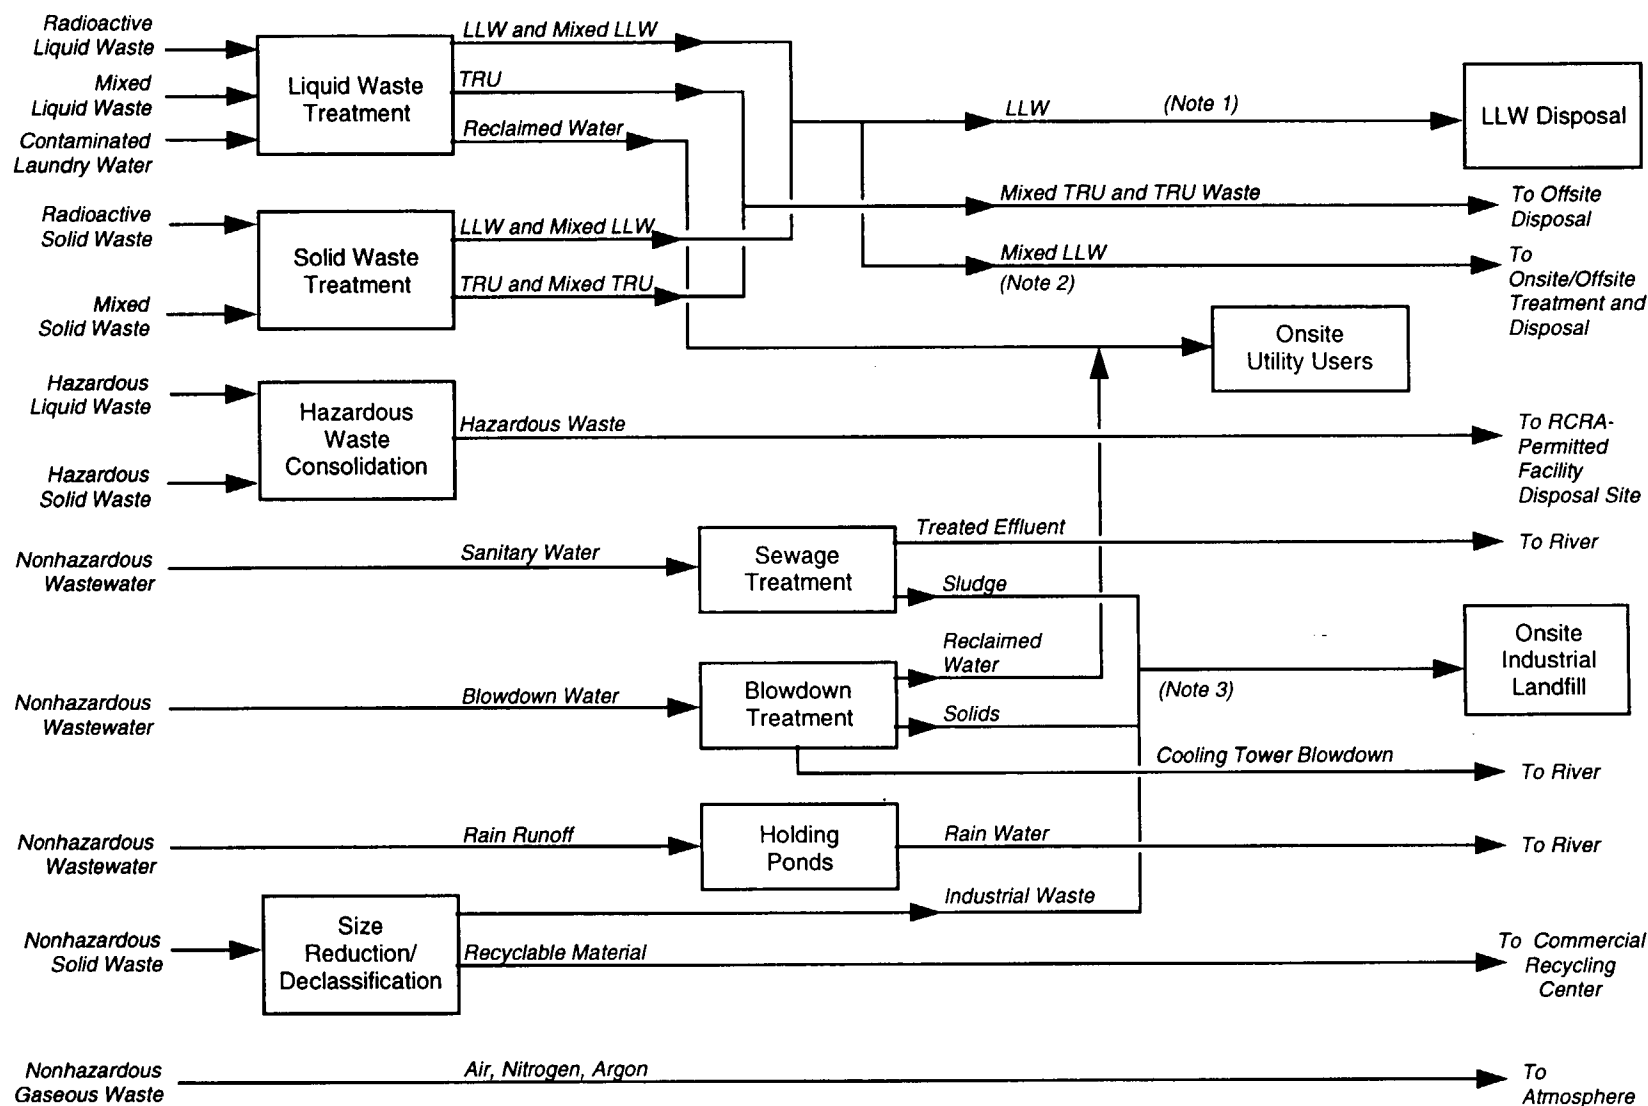 Radioactive
Liquid Waste
Mixed
Liquid Waste
Contaminated
Laundry Water
Liquid Waste
Treatment
LLW and Mixed LLW
TRU
Reclaimed Water
LLW
(Note 1)
LLW Disposal
Radioactive
Solid Waste
Mixed
Solid Waste
Solid Waste
Treatment
LLW and Mixed LLW
TRU and Mixed TRU
Mixed TRU and TRU Waste
To Offsite
Disposal
Mixed LLW
(Note 2)
To
Onsite/Offsite
Treatment and
Disposal
Onsite
Utility Users
Hazardous
Liquid Waste
Hazardous
Solid Waste
Hazardous
Waste
Consolidation
Hazardous Waste
To RCRA-
Permitted
Facility
Disposal Site
Nonhazardous
Wastewater
Sanitary Water
Sewage
Treatment
Treated Effluent
To River
Sludge
Nonhazardous
Wastewater
Blowdown Water
Blowdown
Treatment
Reclaimed
Water
Solids
(Note 3)
Onsite
Industrial
Landfill
Cooling Tower Blowdown
To River
Nonhazardous
Wastewater
Rain Runoff
Holding
Ponds
Rain Water
To River
Nonhazardous
Solid Waste
Size
Reduction/
Declassification
Industrial Waste
Recyclable Material
To Commercial
Recycling
Center
Nonhazardous
Gaseous Waste
Air, Nitrogen, Argon
To
Atmosphere